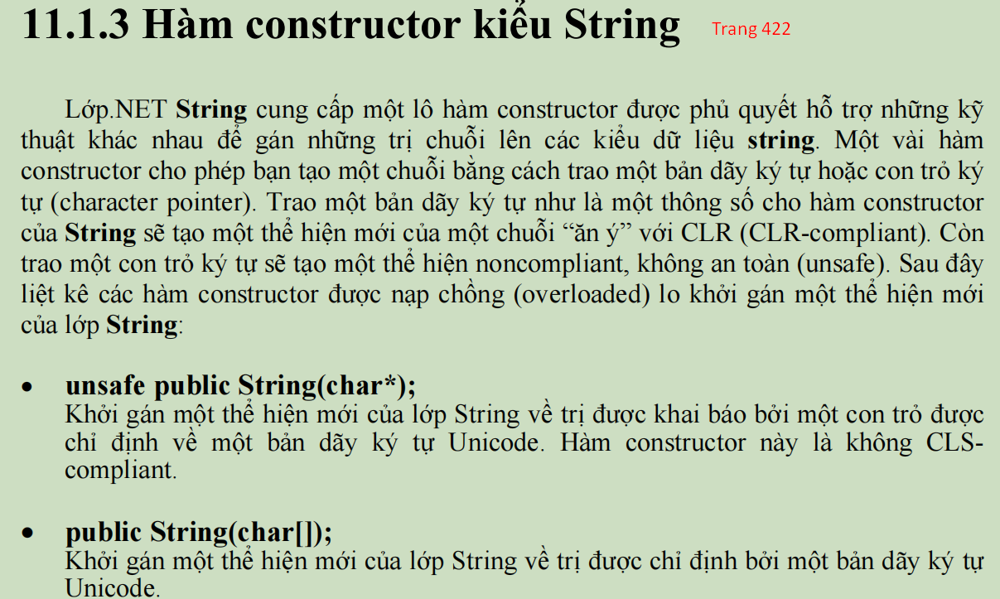 11.1.3 Hàm constructor kiểu String Trang 422
Lớp.NET String cung cấp một lô hàm constructor được phủ quyết hỗ trợ những kỹ
thuật khác nhau để gán những trị chuỗi lên các kiểu dữ liệu string. Một vài hàm
constructor cho phép bạn tạo một chuỗi bằng cách trao một bản dãy ký tự hoặc con trỏ ký
tự (character pointer). Trao một bản dãy ký tự như là một thông số cho hàm constructor
của String sẽ tạo một thể hiện mới của một chuỗi “ăn ý” với CLR (CLR-compliant). Còn
trao một con trỏ ký tự sẽ tạo một thể hiện noncompliant, không an toàn (unsafe). Sau đây
liệt kê các hàm constructor được nạp chồng (overloaded) lo khởi gán một thể hiện mới
của lớp String:
• unsafe public String(char*);
Khởi gán một thể hiện mới của lớp String về trị được khai báo bởi một con trỏ được
chỉ định về một bản dãy ký tự Unicode. Hàm constructor này là không CLS-
compliant.
• public String(char[]);
Khởi gán một thể hiện mới của lớp String về trị được chỉ định bởi một bản dãy ký tự
Unicode.